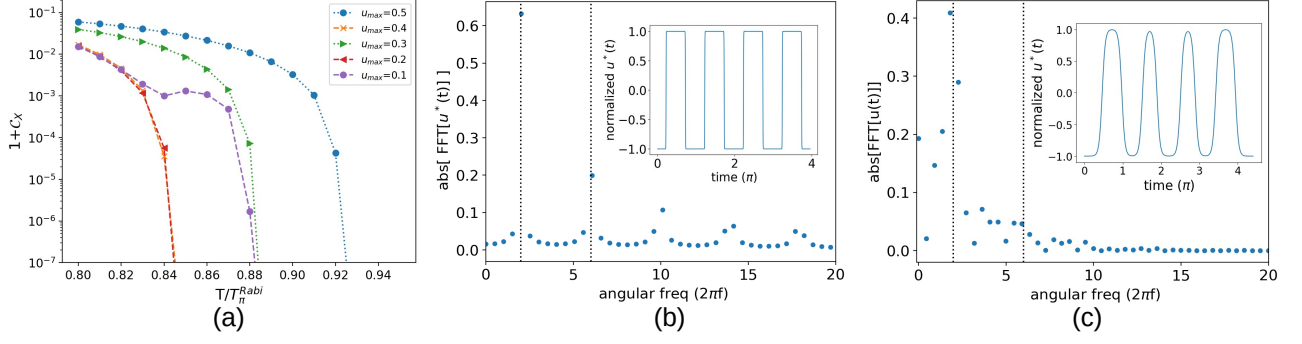 10⁻¹
10⁻²
10⁻³
10⁻⁴
10⁻⁵
10⁻⁶
10⁻⁷
1+Cₓ
0.80 0.82 0.84 0.86 0.88 0.90 0.92 0.94
T/T_π^Rabi
u_max=0.5
u_max=0.4
u_max=0.3
u_max=0.2
u_max=0.1
(a)
0.6
0.5
0.4
0.3
0.2
0.1
0.0
abs[ FFT[u*(t)] ]
0 5 10 15 20
angular freq (2πf)
1.0
0.5
0.0
−0.5
−1.0
normalized u*(t)
0 2 4
time (π)
(b)
0.4
0.3
0.2
0.1
0.0
abs[FFT[u(t)]]
0 5 10 15 20
angular freq (2πf)
1.0
0.5
0.0
−0.5
−1.0
normalized u*(t)
0 1 2 3 4
time (π)
(c)